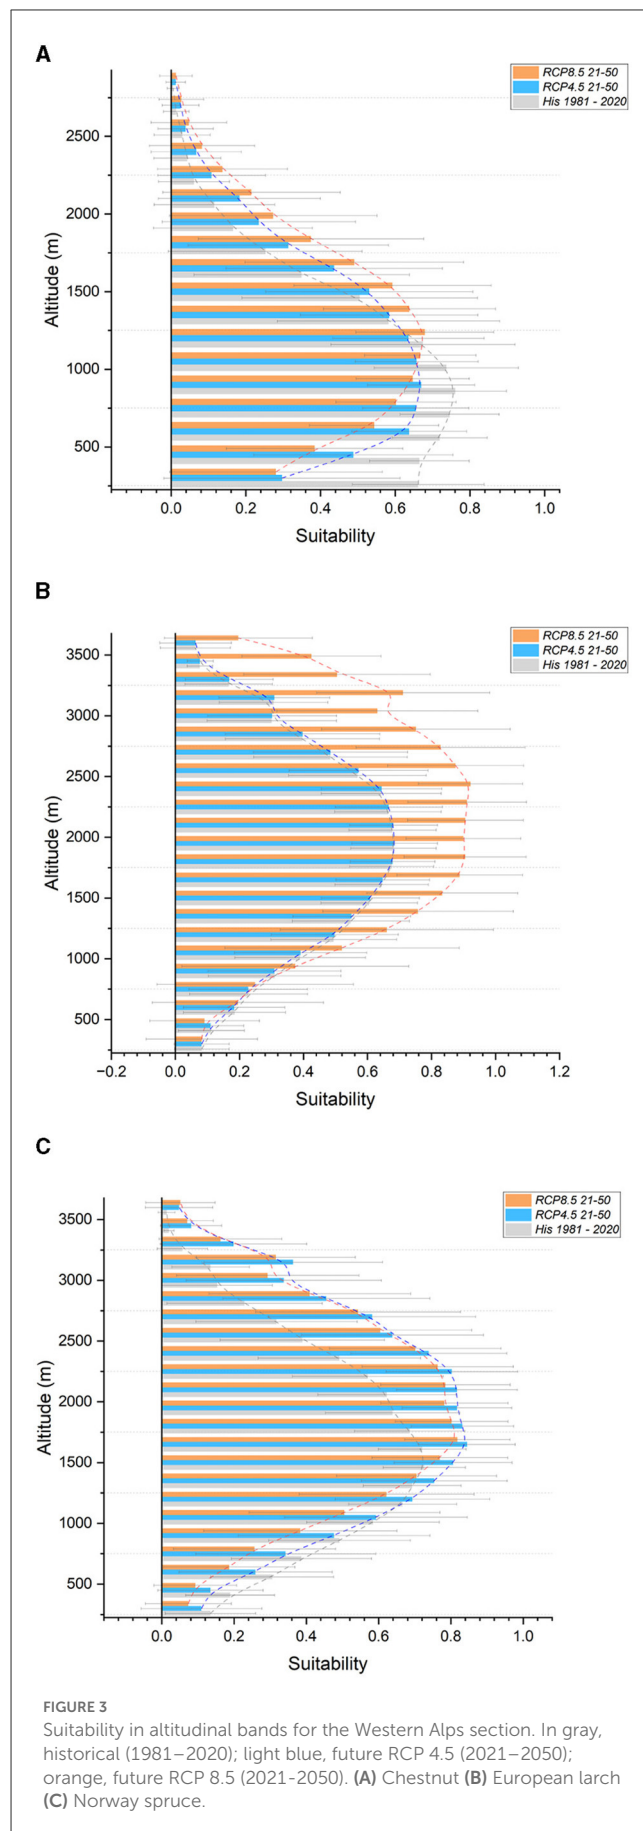 A
RCP8.5 21-50
RCP4.5 21-50
His 1981 - 2020
2500
2000
1500
1000
500
Altitude (m)
0.0 0.2 0.4 0.6 0.8 1.0
Suitability
B
RCP8.5 21-50
RCP4.5 21-50
His 1981 - 2020
3500
3000
2500
2000
1500
1000
500
Altitude (m)
−0.2 0.0 0.2 0.4 0.6 0.8 1.0 1.2
Suitability
C
RCP8.5 21-50
RCP4.5 21-50
His 1981 - 2020
3500
3000
2500
2000
1500
1000
500
Altitude (m)
0.0 0.2 0.4 0.6 0.8 1.0
Suitability
FIGURE 3
Suitability in altitudinal bands for the Western Alps section. In gray,
historical (1981–2020); light blue, future RCP 4.5 (2021–2050);
orange, future RCP 8.5 (2021-2050). (A) Chestnut (B) European larch
(C) Norway spruce.